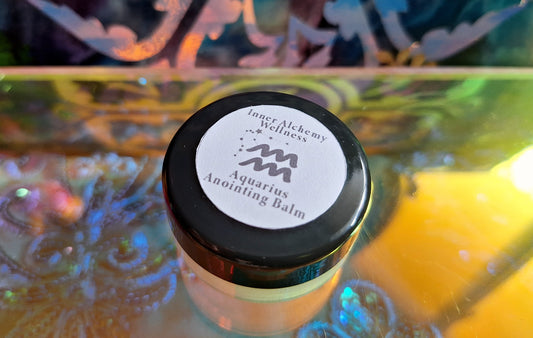 Inner Alchemy
Wellness
Aquarius
Anointing Balm